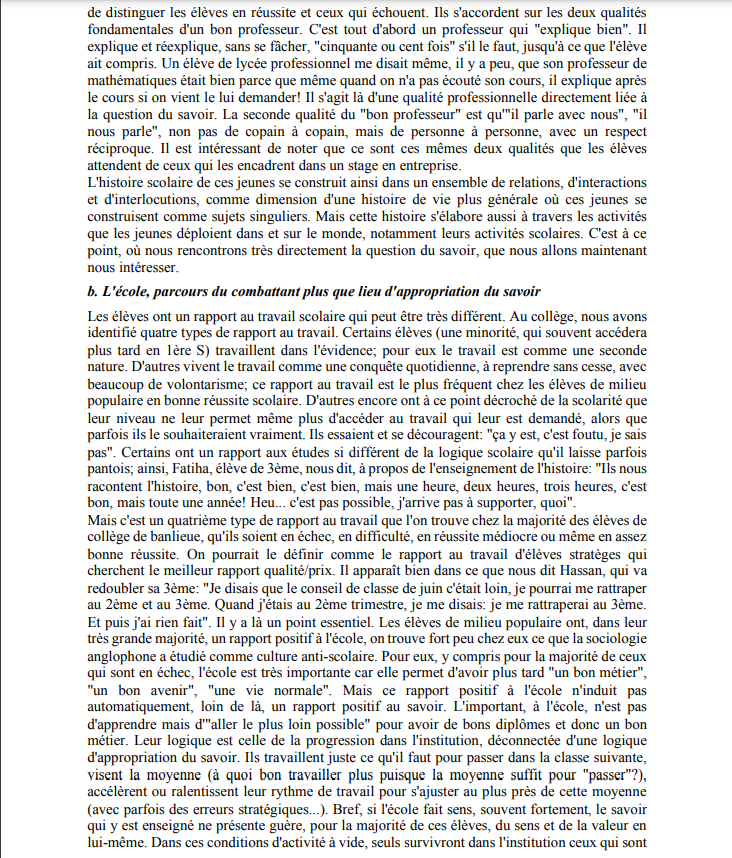 de distinguer les élèves en réussite et ceux qui échouent. Ils s'accordent sur les deux qualités
fondamentales d'un bon professeur. C'est tout d'abord un professeur qui "explique bien". Il
explique et réexplique, sans se fâcher, "cinquante ou cent fois" s'il le faut, jusqu'à ce que l'élève
ait compris. Un élève de lycée professionnel me disait même, il y a peu, que son professeur de
mathématiques était bien parce que même quand on n'a pas écouté son cours, il explique après
le cours si on vient le lui demander! Il s'agit là d'une qualité professionnelle directement liée à
la question du savoir. La seconde qualité du "bon professeur" est qu'"il parle avec nous", "il
nous parle", non pas de copain à copain, mais de personne à personne, avec un respect
réciproque. Il est intéressant de noter que ce sont ces mêmes deux qualités que les élèves
attendent de ceux qui les encadrent dans un stage en entreprise.
L'histoire scolaire de ces jeunes se construit ainsi dans un ensemble de relations, d'interactions
et d'interlocutions, comme dimension d'une histoire de vie plus générale où ces jeunes se
construisent comme sujets singuliers. Mais cette histoire s'élabore aussi à travers les activités
que les jeunes déploient dans et sur le monde, notamment leurs activités scolaires. C'est à ce
point, où nous rencontrons très directement la question du savoir, que nous allons maintenant
nous intéresser.
b. L'école, parcours du combattant plus que lieu d'appropriation du savoir
Les élèves ont un rapport au travail scolaire qui peut être très différent. Au collège, nous avons
identifié quatre types de rapport au travail. Certains élèves (une minorité, qui souvent accédera
plus tard en 1ère S) travaillent dans l'évidence; pour eux le travail est comme une seconde
nature. D'autres vivent le travail comme une conquête quotidienne, à reprendre sans cesse, avec
beaucoup de volontarisme; ce rapport au travail est le plus fréquent chez les élèves de milieu
populaire en bonne réussite scolaire. D'autres encore ont à ce point décroché de la scolarité que
leur niveau ne leur permet même plus d'accéder au travail qui leur est demandé, alors que
parfois ils le souhaiteraient vraiment. Ils essaient et se découragent: "ça y est, c'est foutu, je sais
pas". Certains ont un rapport aux études si différent de la logique scolaire qu'il laisse parfois
pantois; ainsi, Fatiha, élève de 3ème, nous dit, à propos de l'enseignement de l'histoire: "Ils nous
racontent l'histoire, bon, c'est bien, c'est bien, mais une heure, deux heures, trois heures, c'est
bon, mais toute une année! Heu... c'est pas possible, j'arrive pas à supporter, quoi".
Mais c'est un quatrième type de rapport au travail que l'on trouve chez la majorité des élèves de
collège de banlieue, qu'ils soient en échec, en difficulté, en réussite médiocre ou même en assez
bonne réussite. On pourrait le définir comme le rapport au travail d'élèves stratèges qui
cherchent le meilleur rapport qualité/prix. Il apparaît bien dans ce que nous dit Hassan, qui va
redoubler sa 3ème: "Je disais que le conseil de classe de juin c'était loin, je pourrai me rattraper
au 2ème et au 3ème. Quand j'étais au 2ème trimestre, je me disais: je me rattraperai au 3ème.
Et puis j'ai rien fait". Il y a là un point essentiel. Les élèves de milieu populaire ont, dans leur
très grande majorité, un rapport positif à l'école, on trouve fort peu chez eux ce que la sociologie
anglophone a étudié comme culture anti-scolaire. Pour eux, y compris pour la majorité de ceux
qui sont en échec, l'école est très importante car elle permet d'avoir plus tard "un bon métier",
"un bon avenir", "une vie normale". Mais ce rapport positif à l'école n'induit pas
automatiquement, loin de là, un rapport positif au savoir. L'important, à l'école, n'est pas
d'apprendre mais d'"aller le plus loin possible" pour avoir de bons diplômes et donc un bon
métier. Leur logique est celle de la progression dans l'institution, déconnectée d'une logique
d'appropriation du savoir. Ils travaillent juste ce qu'il faut pour passer dans la classe suivante,
visent la moyenne (à quoi bon travailler plus puisque la moyenne suffit pour "passer"?),
accélèrent ou ralentissent leur rythme de travail pour s'ajuster au plus près de cette moyenne
(avec parfois des erreurs stratégiques...). Bref, si l'école fait sens, souvent fortement, le savoir
qui y est enseigné ne présente guère, pour la majorité de ces élèves, du sens et de la valeur en
lui-même. Dans ces conditions d'activité à vide, seuls survivront dans l'institution ceux qui sont